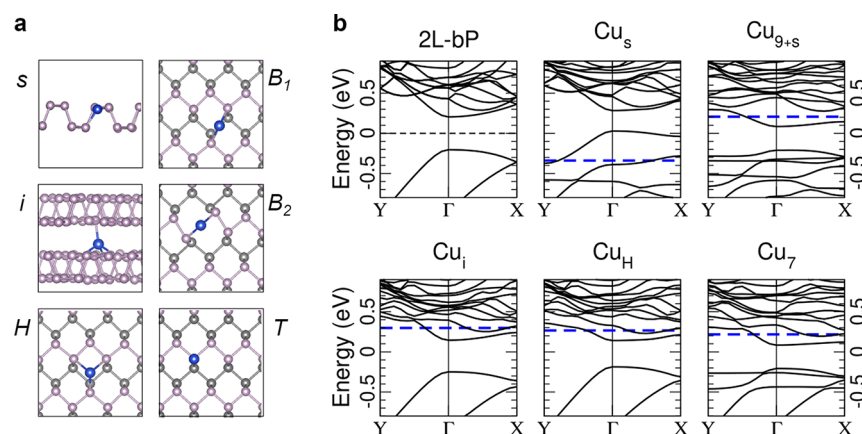 a
s
B1
i
B2
H
T
b
2L-bP
Cus
Cu9+s
Energy (eV)
0.5
0
-0.5
0.5
0
-0.5
Y Γ X
Y Γ X
Y Γ X
Cui
CuH
Cu7
Energy (eV)
0.5
0
-0.5
0.5
0
-0.5
Y Γ X
Y Γ X
Y Γ X